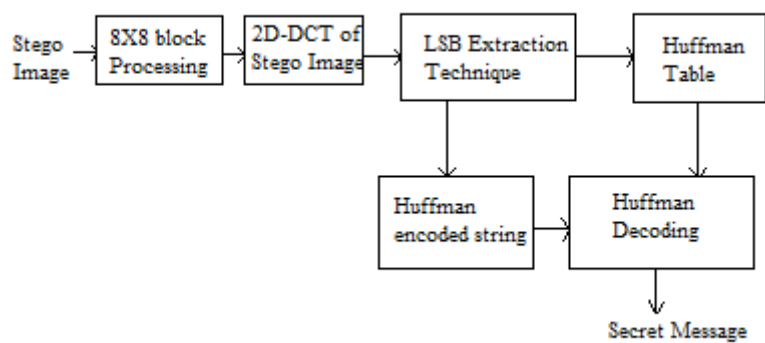 Stego
Image
8X8 block
Processing
2D-DCT of
Stego Image
LSB Extraction
Technique
Huffman
Table
Huffman
encoded string
Huffman
Decoding
Secret Message